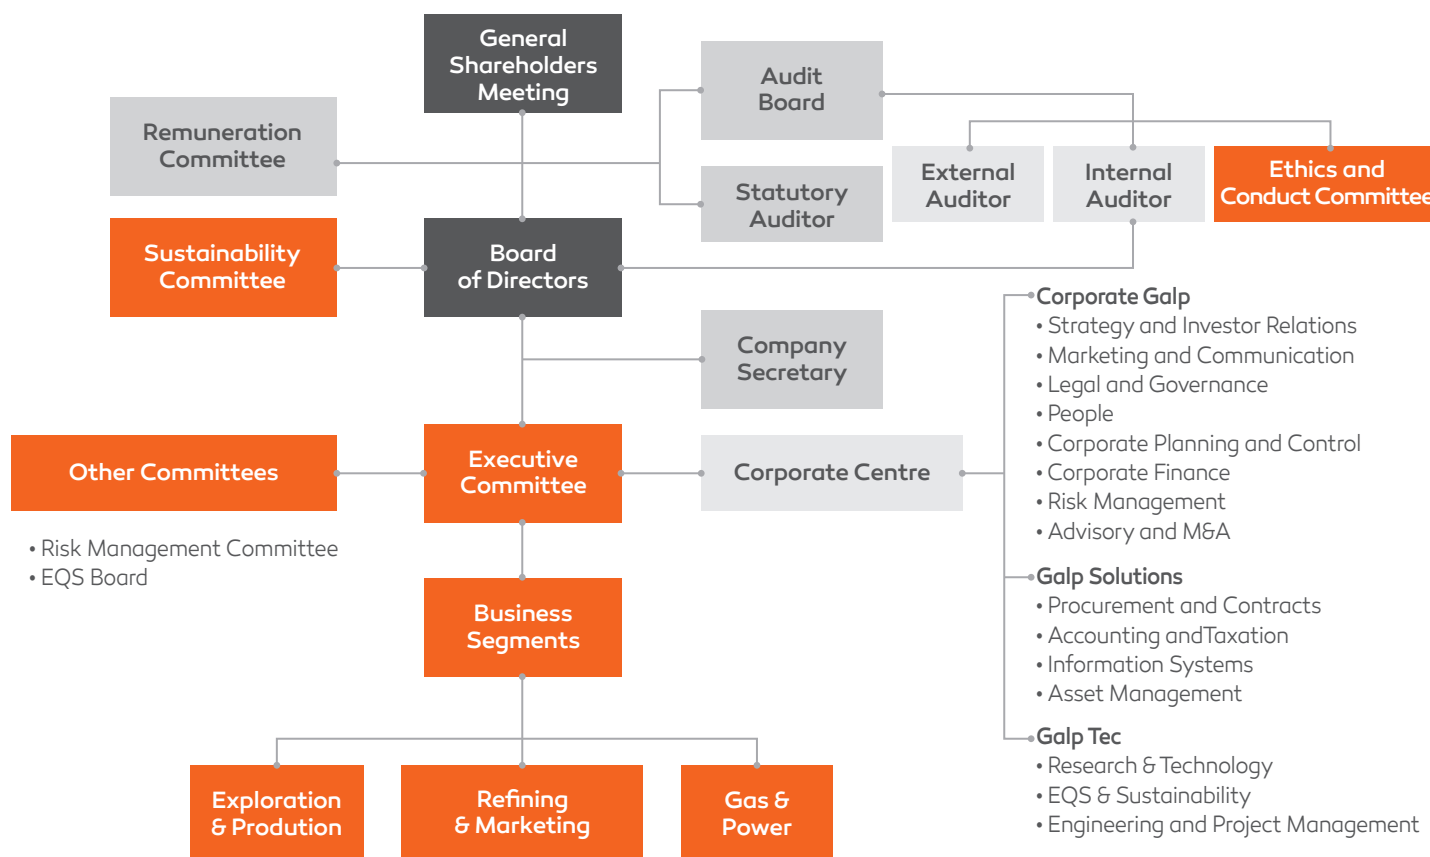 General
Shareholders
Meeting
Audit
Board
Remuneration
Committee
External
Auditor
Internal
Auditor
Ethics and
Conduct Committee
Statutory
Auditor
Sustainability
Committee
Board
of Directors
Company
Secretary
Other Committees
• Risk Management Committee
• EQS Board
Executive
Committee
Corporate Centre
Corporate Galp
• Strategy and Investor Relations
• Marketing and Communication
• Legal and Governance
• People
• Corporate Planning and Control
• Corporate Finance
• Risk Management
• Advisory and M&A
Galp Solutions
• Procurement and Contracts
• Accounting andTaxation
• Information Systems
• Asset Management
Galp Tec
• Research & Technology
• EQS & Sustainability
• Engineering and Project Management
Business
Segments
Exploration
& Prodution
Refining
& Marketing
Gas &
Power